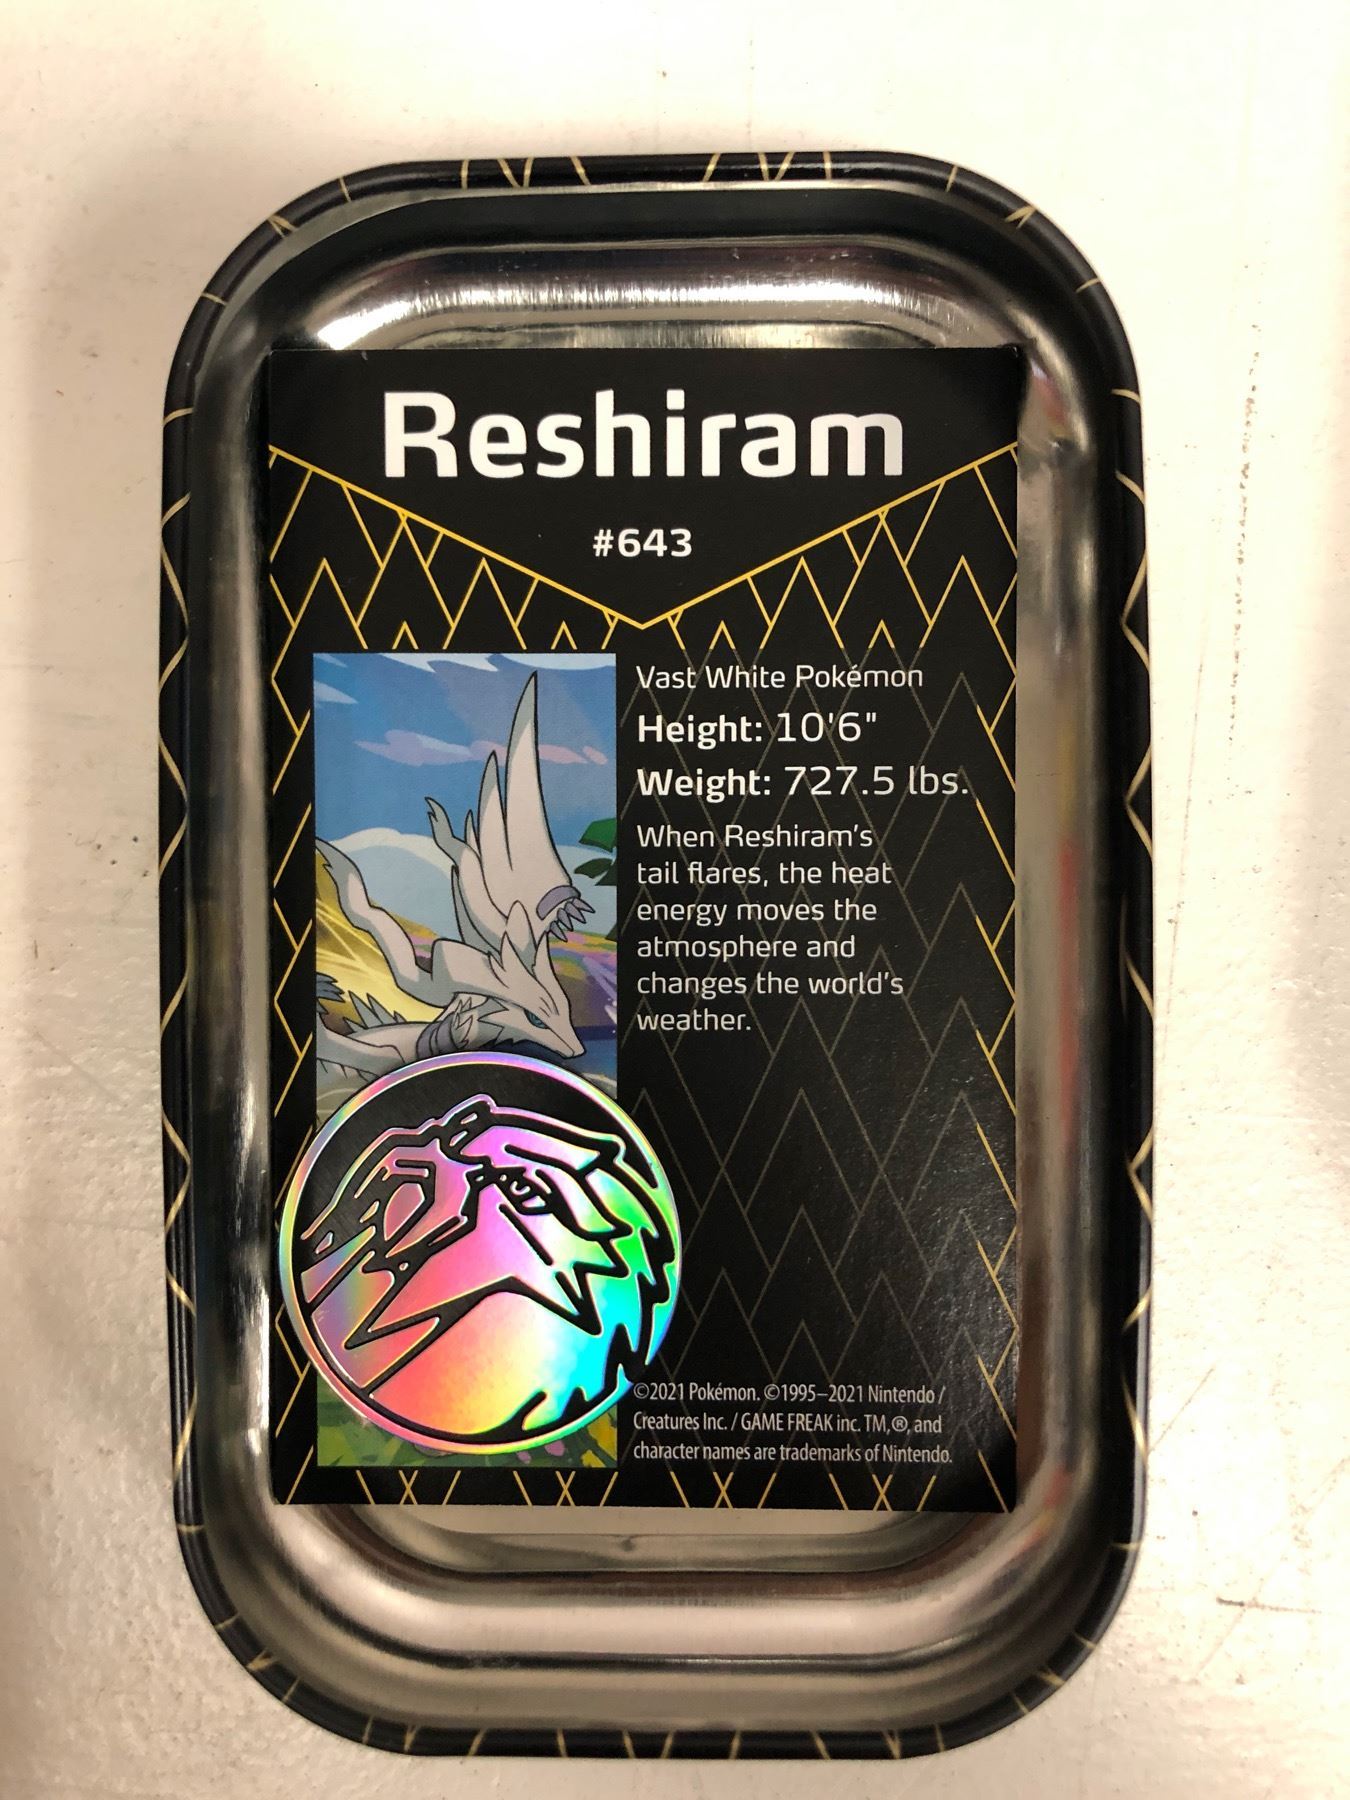 Reshiram
#643
Vast White Pokémon
Height: 10'6"
Weight: 727.5 lbs.
When Reshiram's
tail flares, the heat
energy moves the
atmosphere and
changes the world's
weather.
©2021 Pokémon. ©1995–2021 Nintendo /
Creatures Inc. / GAME FREAK inc. TM,®, and
character names are trademarks of Nintendo.